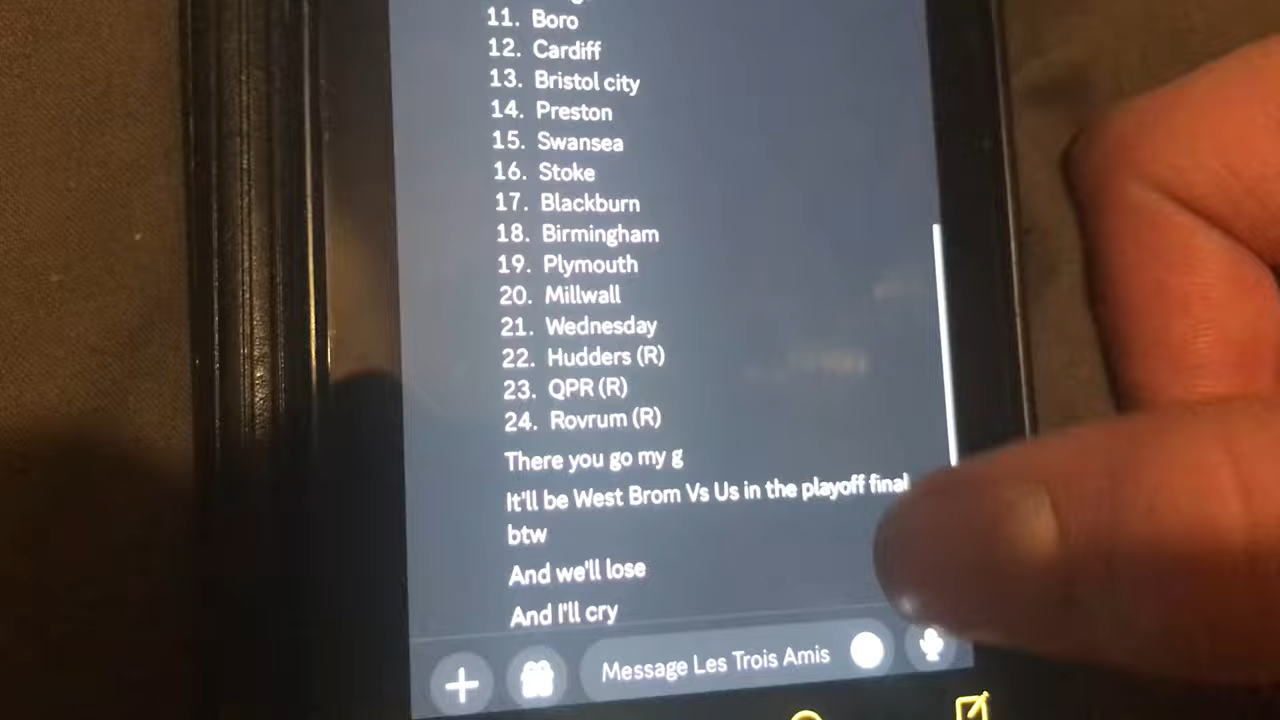 11. Boro
12. Cardiff
13. Bristol city
14. Preston
15. Swansea
16. Stoke
17. Blackburn
18. Birmingham
19. Plymouth
20. Millwall
21. Wednesday
22. Hudders (R)
23. QPR (R)
24. Rovrum (R)
There you go my g
It'll be West Brom Vs Us in the playoff final
btw
And we'll lose
And I'll cry
Message Les Trois Amis